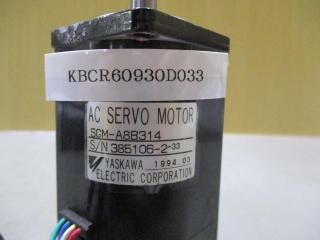 KBCR60930D033
AC SERVO MOTOR
SGM-A8B314
S/N 385106-2-33
YASKAWA 1994.03
ELECTRIC CORPORATION